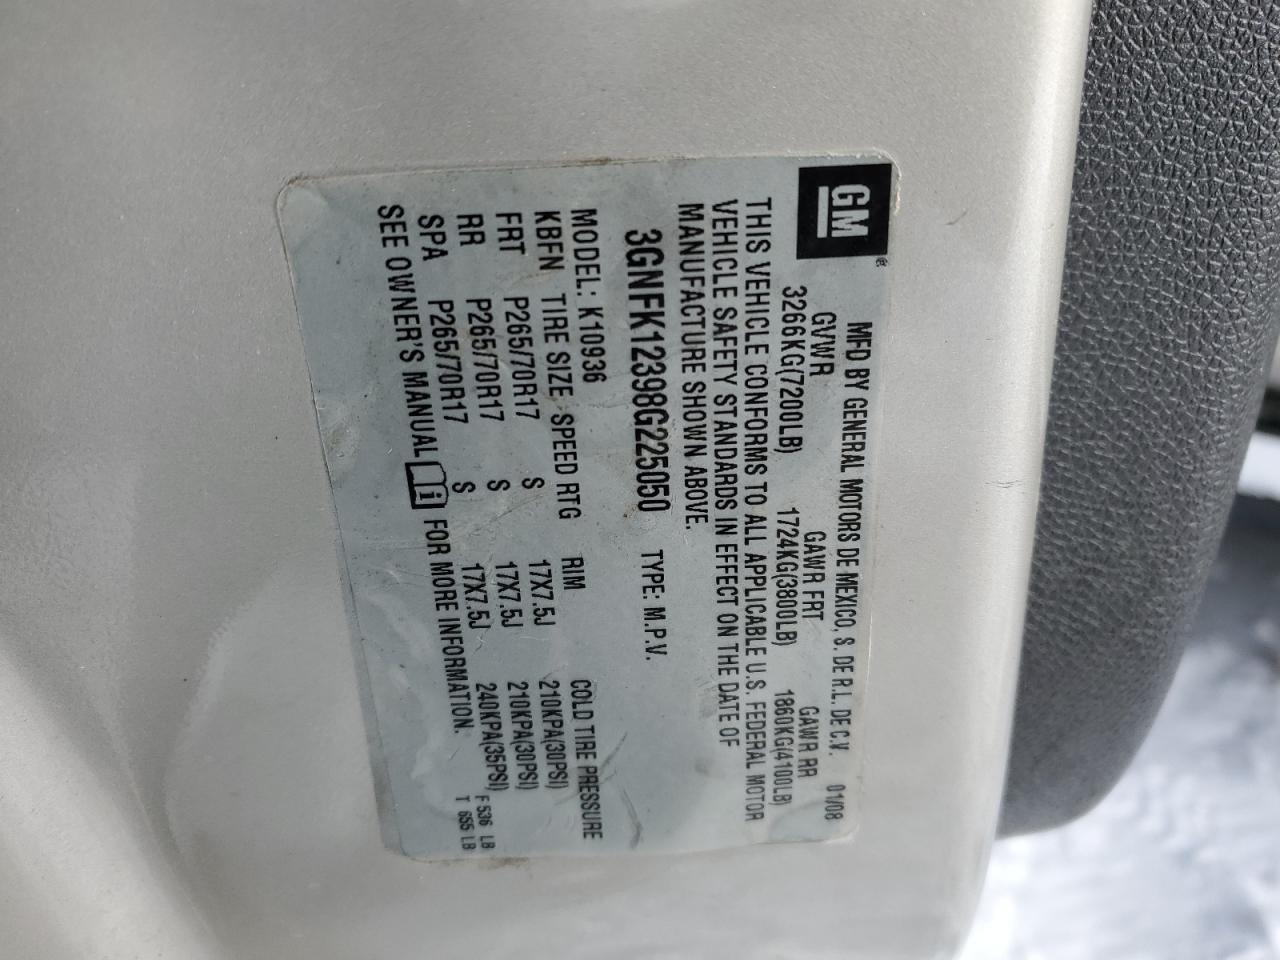 GM
MFD BY GENERAL MOTORS DE MEXICO, S. DE R.L. DE C.V. 01/08
GVWR GAWR FRT GAWR RR
3266KG(7200LB) 1724KG(3800LB) 1860KG(4100LB)
THIS VEHICLE CONFORMS TO ALL APPLICABLE U.S. FEDERAL MOTOR
VEHICLE SAFETY STANDARDS IN EFFECT ON THE DATE OF
MANUFACTURE SHOWN ABOVE.
3GNFK12398G225050 TYPE: M.P.V.
MODEL: K10936
KBFN TIRE SIZE SPEED RTG RIM COLD TIRE PRESSURE
FRT P265/70R17 S 17X7.5J 210KPA(30PSI)
RR P265/70R17 S 17X7.5J 210KPA(30PSI)
SPA P265/70R17 S 17X7.5J 240KPA(35PSI) F 536 LB
SEE OWNER'S MANUAL i FOR MORE INFORMATION. T 655 LB